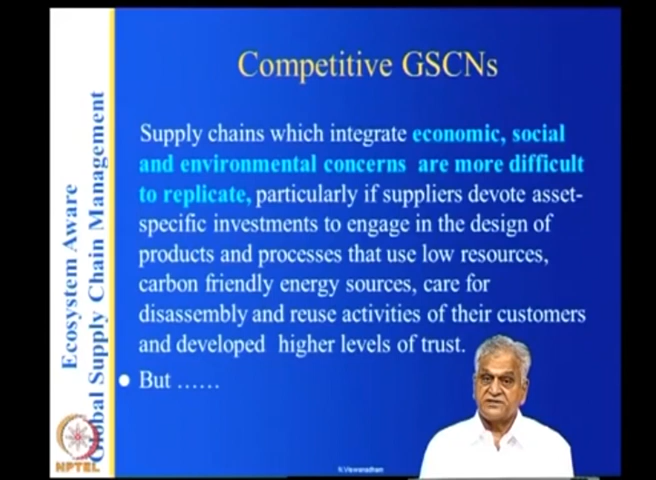 Competitive GSCNs
Supply chains which integrate economic, social
and environmental concerns are more difficult
to replicate, particularly if suppliers devote asset-
specific investments to engage in the design of
products and processes that use low resources,
carbon friendly energy sources, care for
disassembly and reuse activities of their customers
and developed higher levels of trust.
But ……
Ecosystem Aware
Global Supply Chain Management
NPTEL
N.Viswanadham